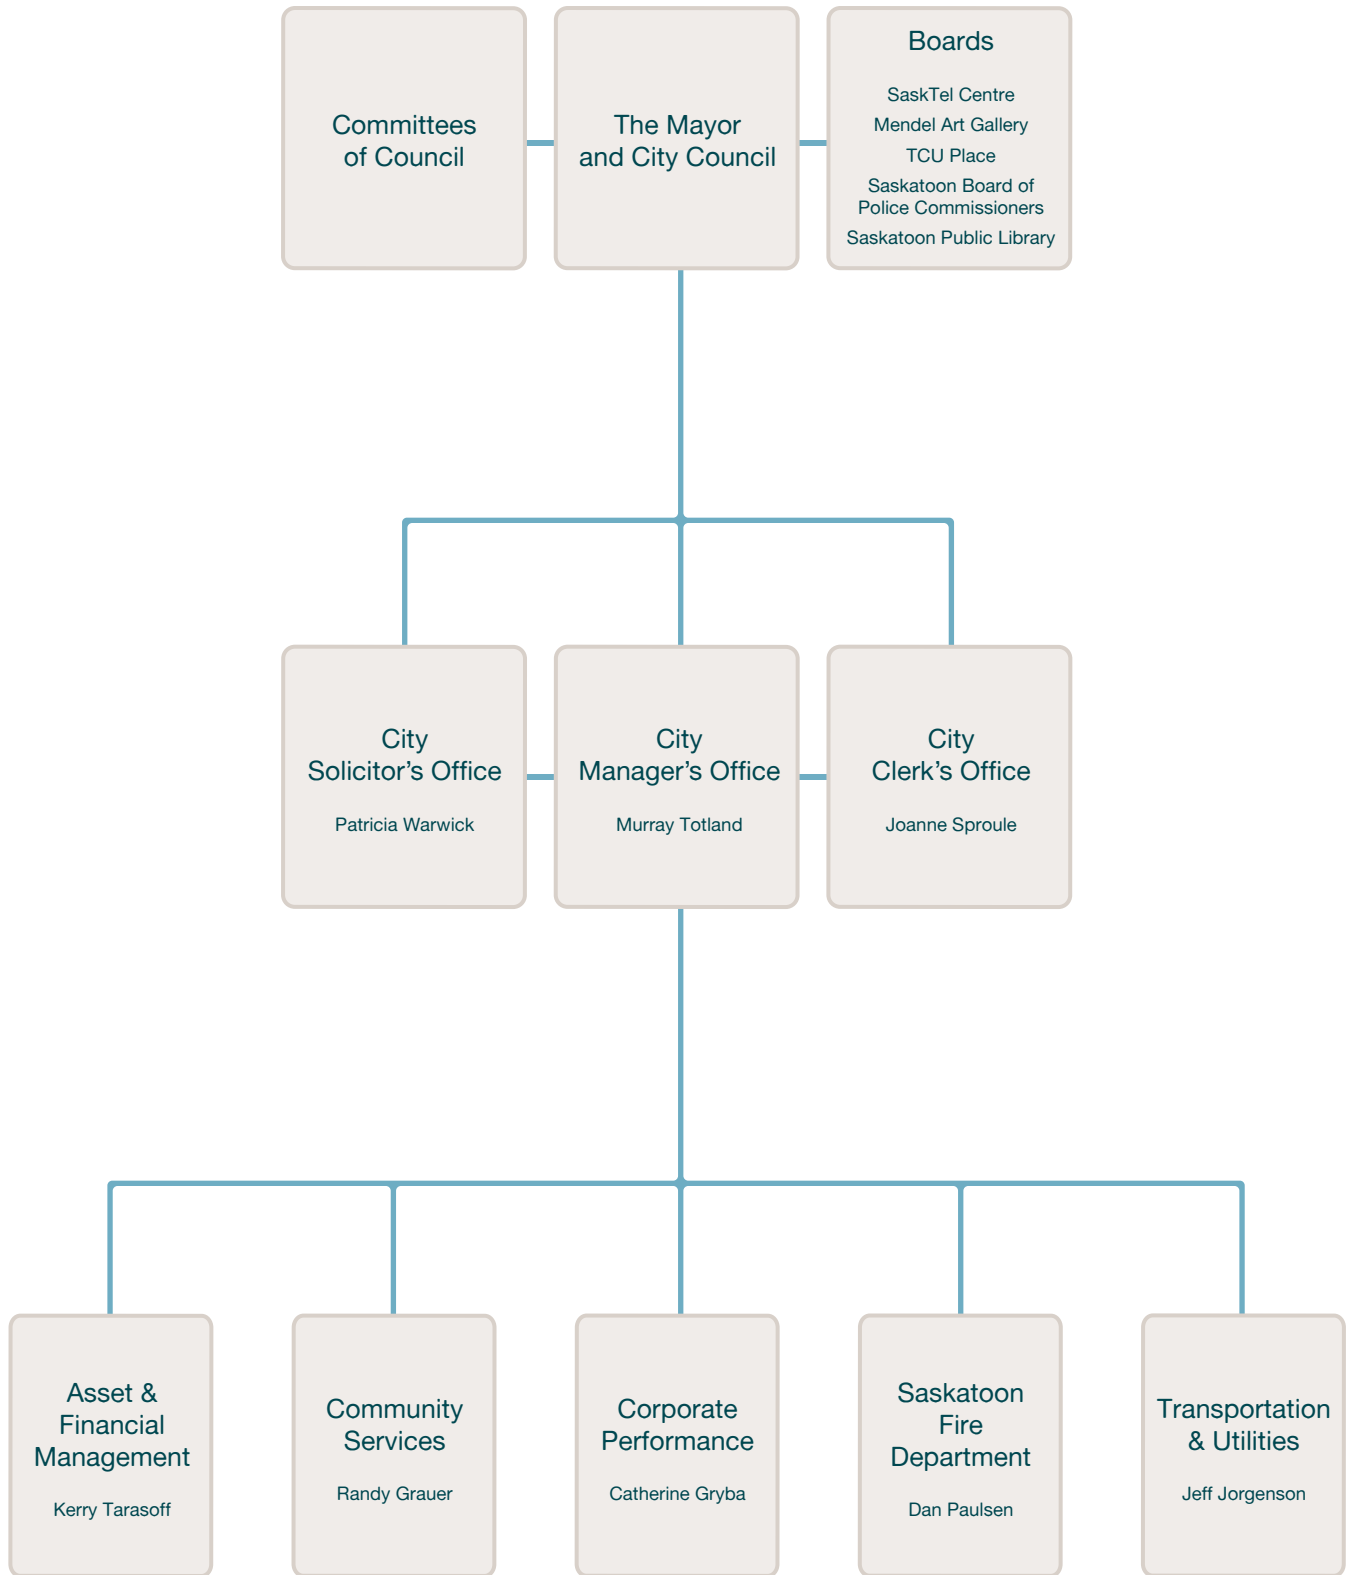 Committees
of Council
The Mayor
and City Council
Boards
SaskTel Centre
Mendel Art Gallery
TCU Place
Saskatoon Board of
Police Commissioners
Saskatoon Public Library
City
Solicitor’s Office
Patricia Warwick
City
Manager’s Office
Murray Totland
City
Clerk’s Office
Joanne Sproule
Asset &
Financial
Management
Kerry Tarasoff
Community
Services
Randy Grauer
Corporate
Performance
Catherine Gryba
Saskatoon
Fire
Department
Dan Paulsen
Transportation
& Utilities
Jeff Jorgenson